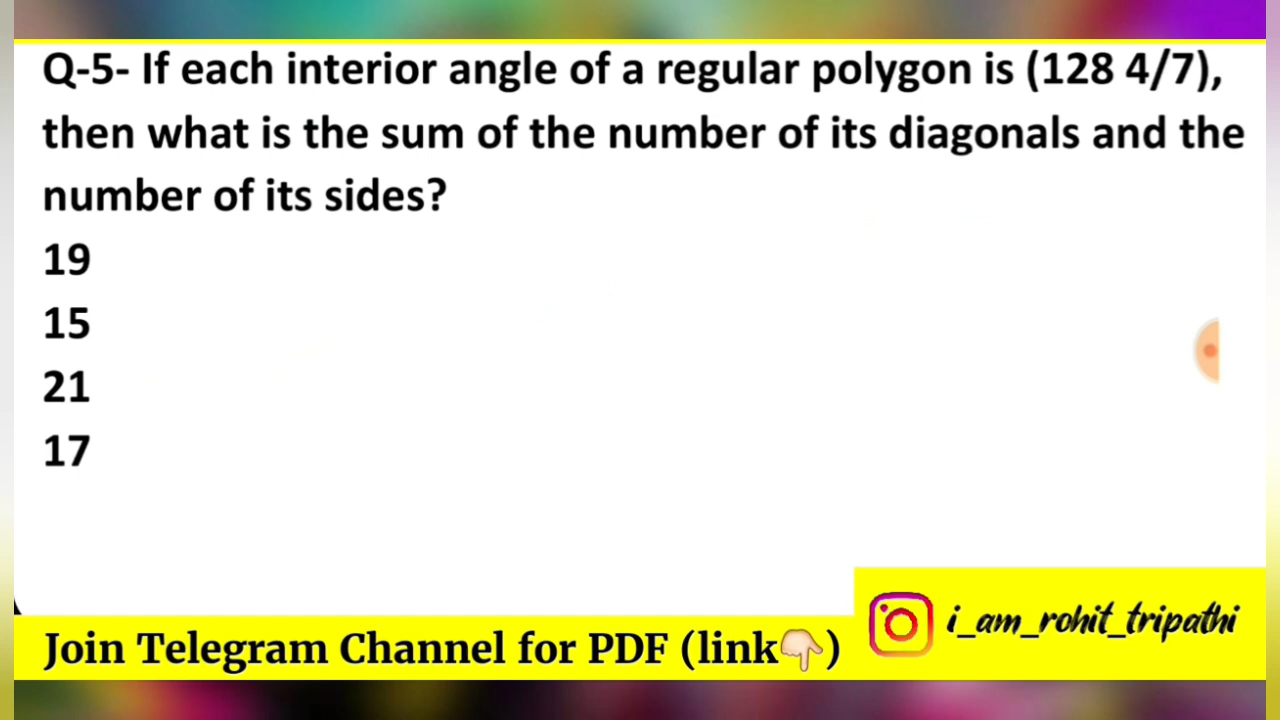 Q-5- If each interior angle of a regular polygon is (128 4/7),
then what is the sum of the number of its diagonals and the
number of its sides?
19
15
21
17
i_am_rohit_tripathi
Join Telegram Channel for PDF (link👇)